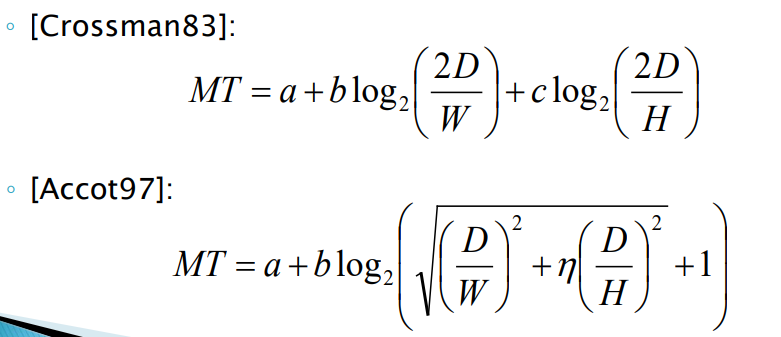 ◦ [Crossman83]:
MT = a + b log₂(2D/W) + c log₂(2D/H)
◦ [Accot97]:
MT = a + b log₂(√((D/W)² + η(D/H)²) + 1)